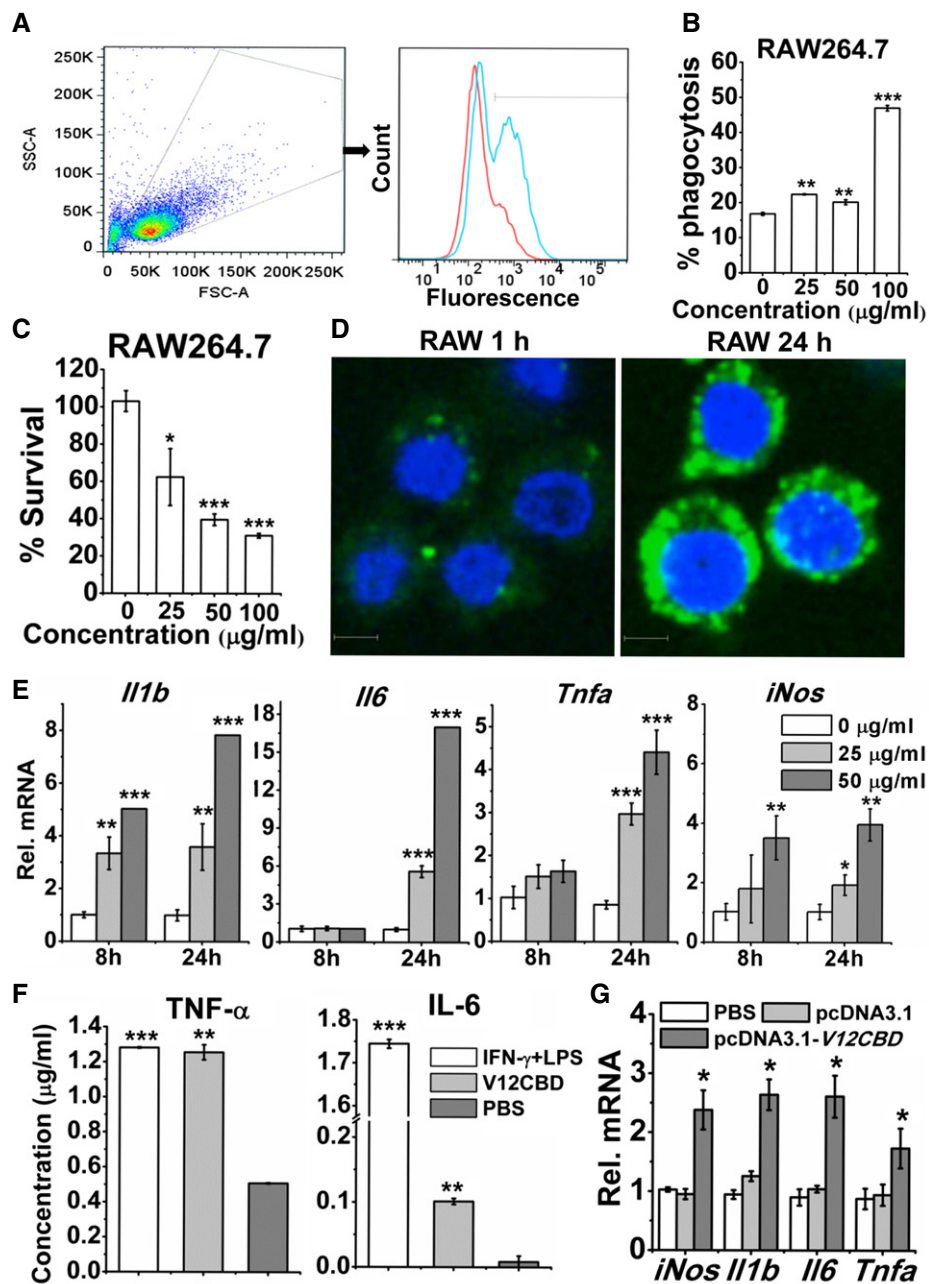 A
250K
200K
150K
100K
50K
0
SSC-A
0 50K 100K 150K 200K 250K
FSC-A
Count
10¹ 10² 10³ 10⁴ 10⁵
Fluorescence
B
RAW264.7
% phagocytosis
60
50
40
30
20
10
0
** ** ***
0 25 50 100
Concentration (μg/ml)
C
RAW264.7
% Survival
120
100
80
60
40
20
0
* *** ***
0 25 50 100
Concentration (μg/ml)
D
RAW 1 h RAW 24 h
E
Il1b
Rel. mRNA
8
6
4
2
0
** *** ** ***
8h 24h
Il6
18
15
12
9
6
3
0
*** ***
8h 24h
Tnfa
5
4
3
2
1
0
*** ***
8h 24h
iNos
8
6
4
2
0
** * **
8h 24h
0 μg/ml
25 μg/ml
50 μg/ml
F
TNF-α
Concentration (μg/ml)
1.4
1.2
1.0
0.8
0.6
0.4
0.2
0.0
*** **
IL-6
1.8
1.7
1.6
0.2
0.1
0.0
*** **
IFN-γ+LPS
V12CBD
PBS
G
PBS pcDNA3.1
pcDNA3.1-V12CBD
Rel. mRNA
4
3
2
1
0
* * * *
iNos Il1b Il6 Tnfa